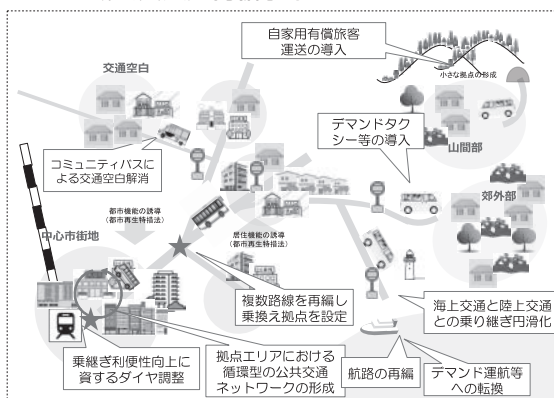 自家用有償旅客
運送の導入
交通空白
小さな拠点の形成
デマンドタク
シー等の導入
山間部
コミュニティバスに
よる交通空白解消
郊外部
都市機能の誘導
(都市再生特措法)
居住機能の誘導
(都市再生特措法)
中心市街地
複数路線を再編し
乗換え拠点を設定
海上交通と陸上交通
との乗り継ぎ円滑化
乗継ぎ利便性向上に
資するダイヤ調整
拠点エリアにおける
循環型の公共交通
ネットワークの形成
航路の再編
デマンド運航等
への転換